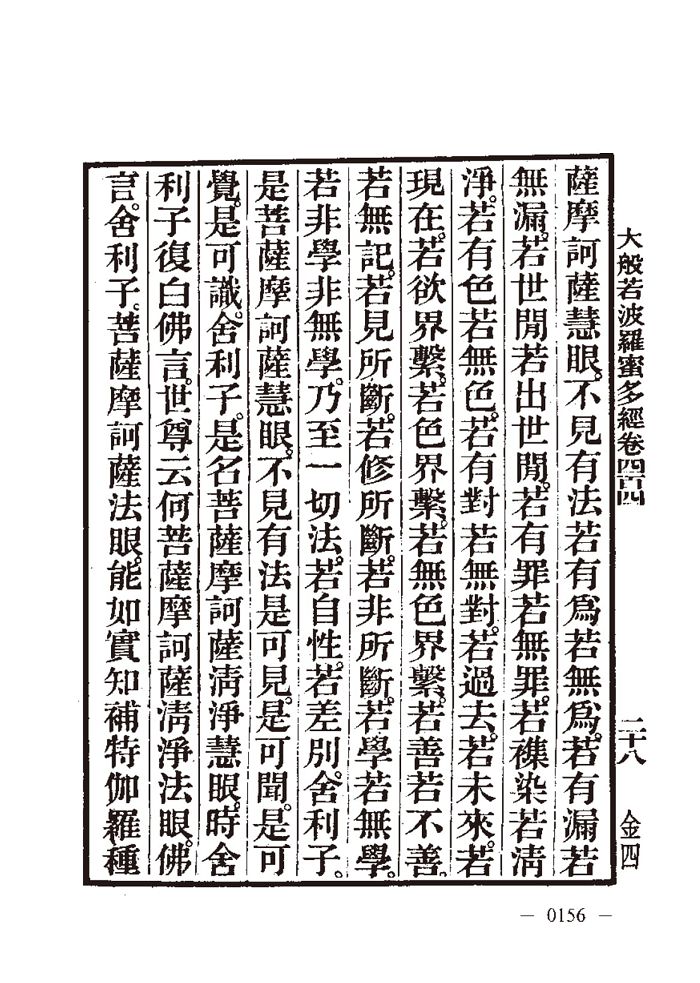 大般若波羅蜜多經卷四百四 二十八 金四
薩摩訶薩慧眼。不見有法若有爲若無爲。若有漏若
無漏。若世閒若出世閒。若有罪若無罪。若襍染若淸
淨。若有色若無色。若有對若無對。若過去。若未來。若
現在。若欲界繫。若色界繫。若無色界繫。若善若不善。
若無記。若見所斷。若修所斷。若非所斷。若學若無學。
若非學非無學。乃至一切法。若自性。若差別。舍利子。
是菩薩摩訶薩慧眼。不見有法是可見。是可聞。是可
覺。是可識。舍利子。是名菩薩摩訶薩淸淨慧眼。時舍
利子復白佛言。世尊云何菩薩摩訶薩淸淨法眼。佛
言。舍利子。菩薩摩訶薩法眼。能如實知補特伽羅種
— 0156 —